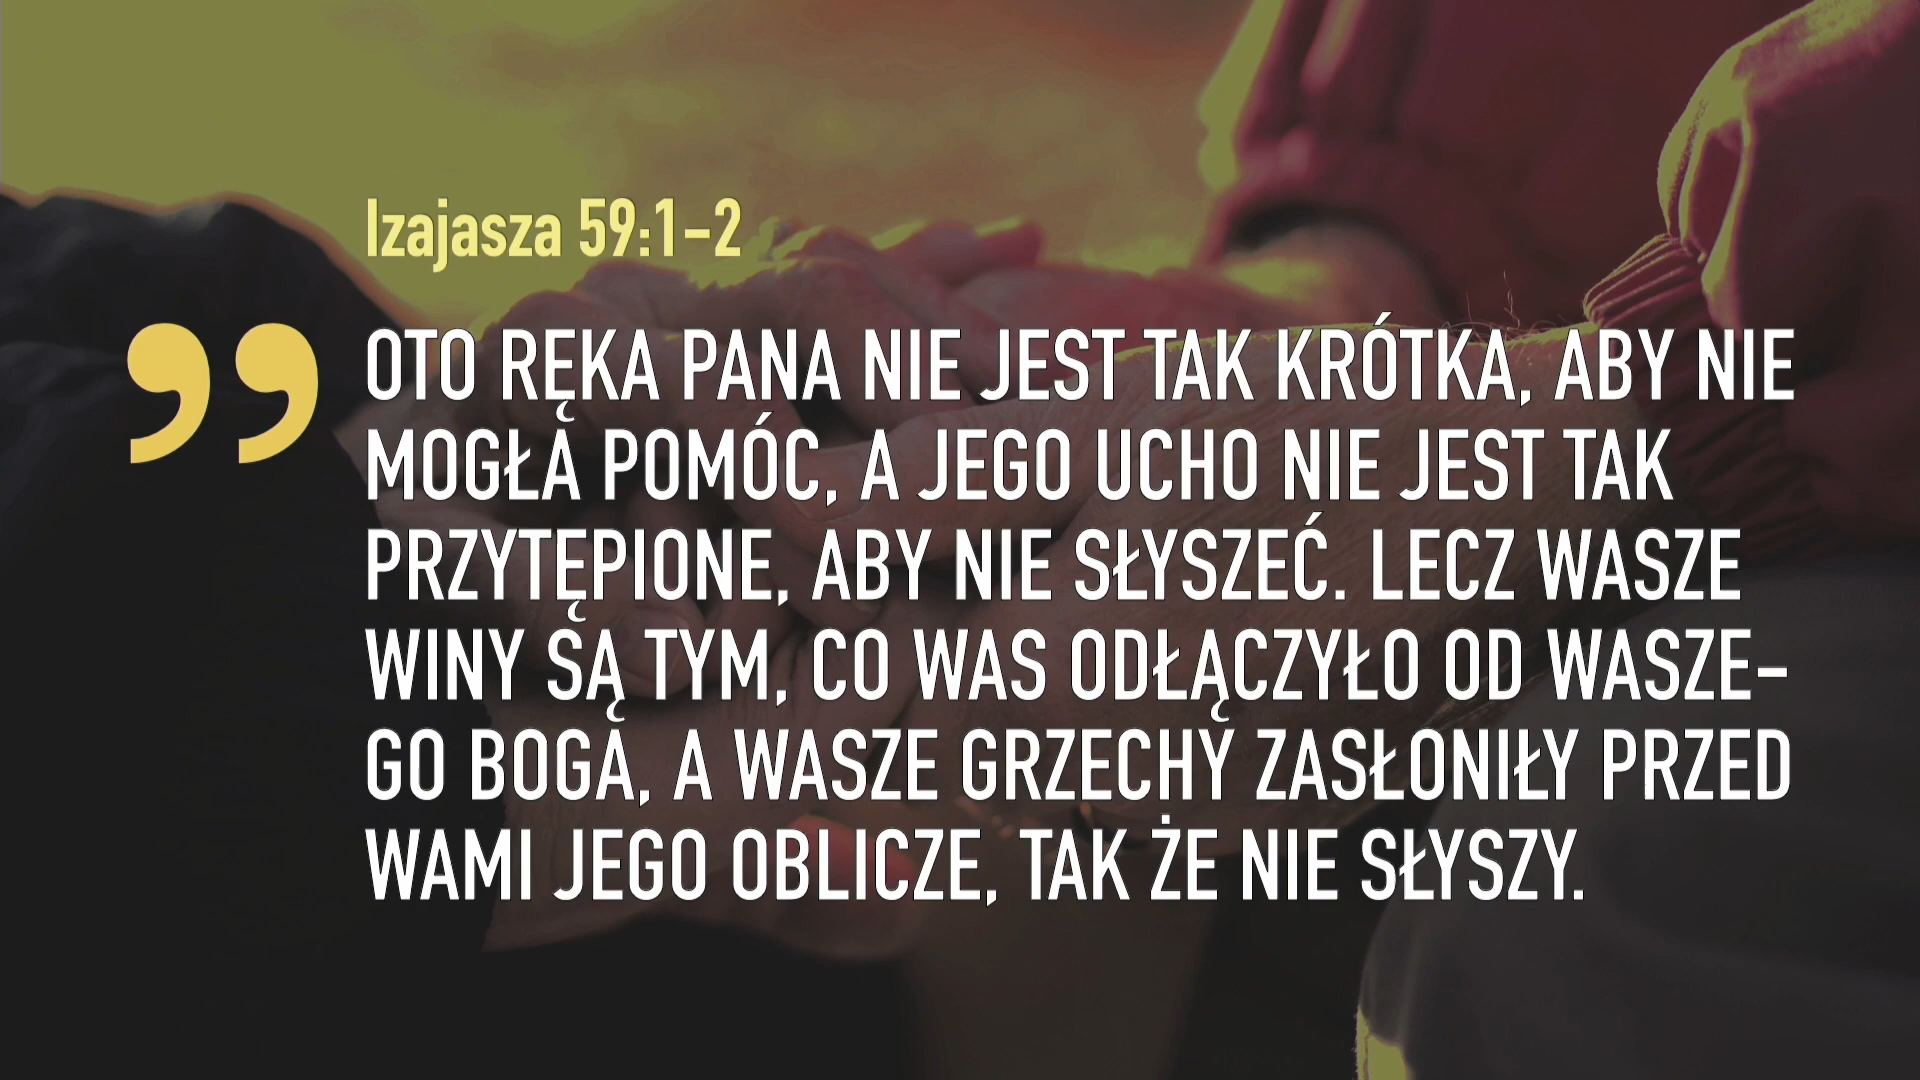 Izajasza 59:1-2
” OTO RĘKA PANA NIE JEST TAK KRÓTKA, ABY NIE
MOGŁA POMÓC, A JEGO UCHO NIE JEST TAK
PRZYTĘPIONE, ABY NIE SŁYSZEĆ. LECZ WASZE
WINY SĄ TYM, CO WAS ODŁĄCZYŁO OD WASZE-
GO BOGA, A WASZE GRZECHY ZASŁONIŁY PRZED
WAMI JEGO OBLICZE, TAK ŻE NIE SŁYSZY.